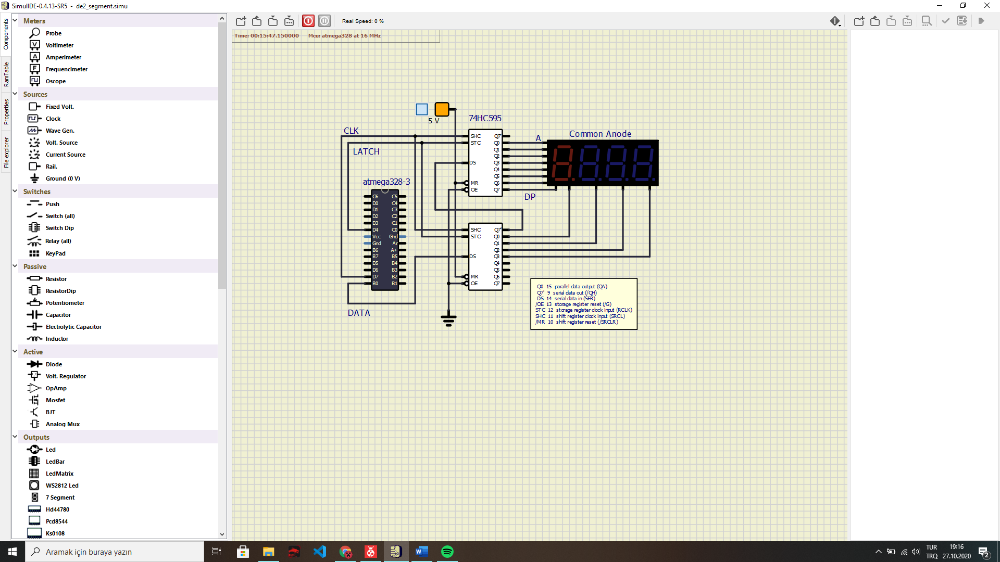 SimulIDE-0.4.13-SR5 - de2_segment.simu
Components
RamTable
Properties
File explorer
Meters
Probe
Voltimeter
Amperimeter
Frequencimeter
Oscope
Sources
Fixed Volt.
Clock
Wave Gen.
Volt. Source
Current Source
Rail.
Ground (0 V)
Switches
Push
Switch (all)
Switch Dip
Relay (all)
KeyPad
Passive
Resistor
ResistorDip
Potentiometer
Capacitor
Electrolytic Capacitor
Inductor
Active
Diode
Volt. Regulator
OpAmp
Mosfet
BJT
Analog Mux
Outputs
Led
LedBar
LedMatrix
WS2812 Led
7 Segment
Hd44780
Pcd8544
Ks0108
Real Speed: 0 %
Time: 00:15:47.150000 Mcu: atmega328 at 16 MHz
5 V
74HC595
CLK
LATCH
A
Common Anode
SHC Q7'
STC Q0
Q1
Q2
DS Q3
Q4
Q5
MR Q6
OE Q7
DP
atmega328-3
C6 C5
D0 C4
D1 C3
D2 C2
D3 C1
D4 C0
Vcc Gnd
Gnd Ar
B6 A+
B7 B5
D5 B4
D6 B3
D7 B2
B0 B1
DATA
SHC Q7'
STC Q0
Q1
Q2
DS Q3
Q4
Q5
MR Q6
OE Q7
Q0 15 parallel data output (QA)
Q7' 9 serial data out (/QH)
DS 14 serial data in (SER)
/OE 13 storage register reset (/G)
STC 12 storage register clock input (RCLK)
SHC 11 shift register clock input (SRCL)
/MR 10 shift register reset (/SRCLR)
Aramak için buraya yazın
TUR
TRQ
19:16
27.10.2020
2